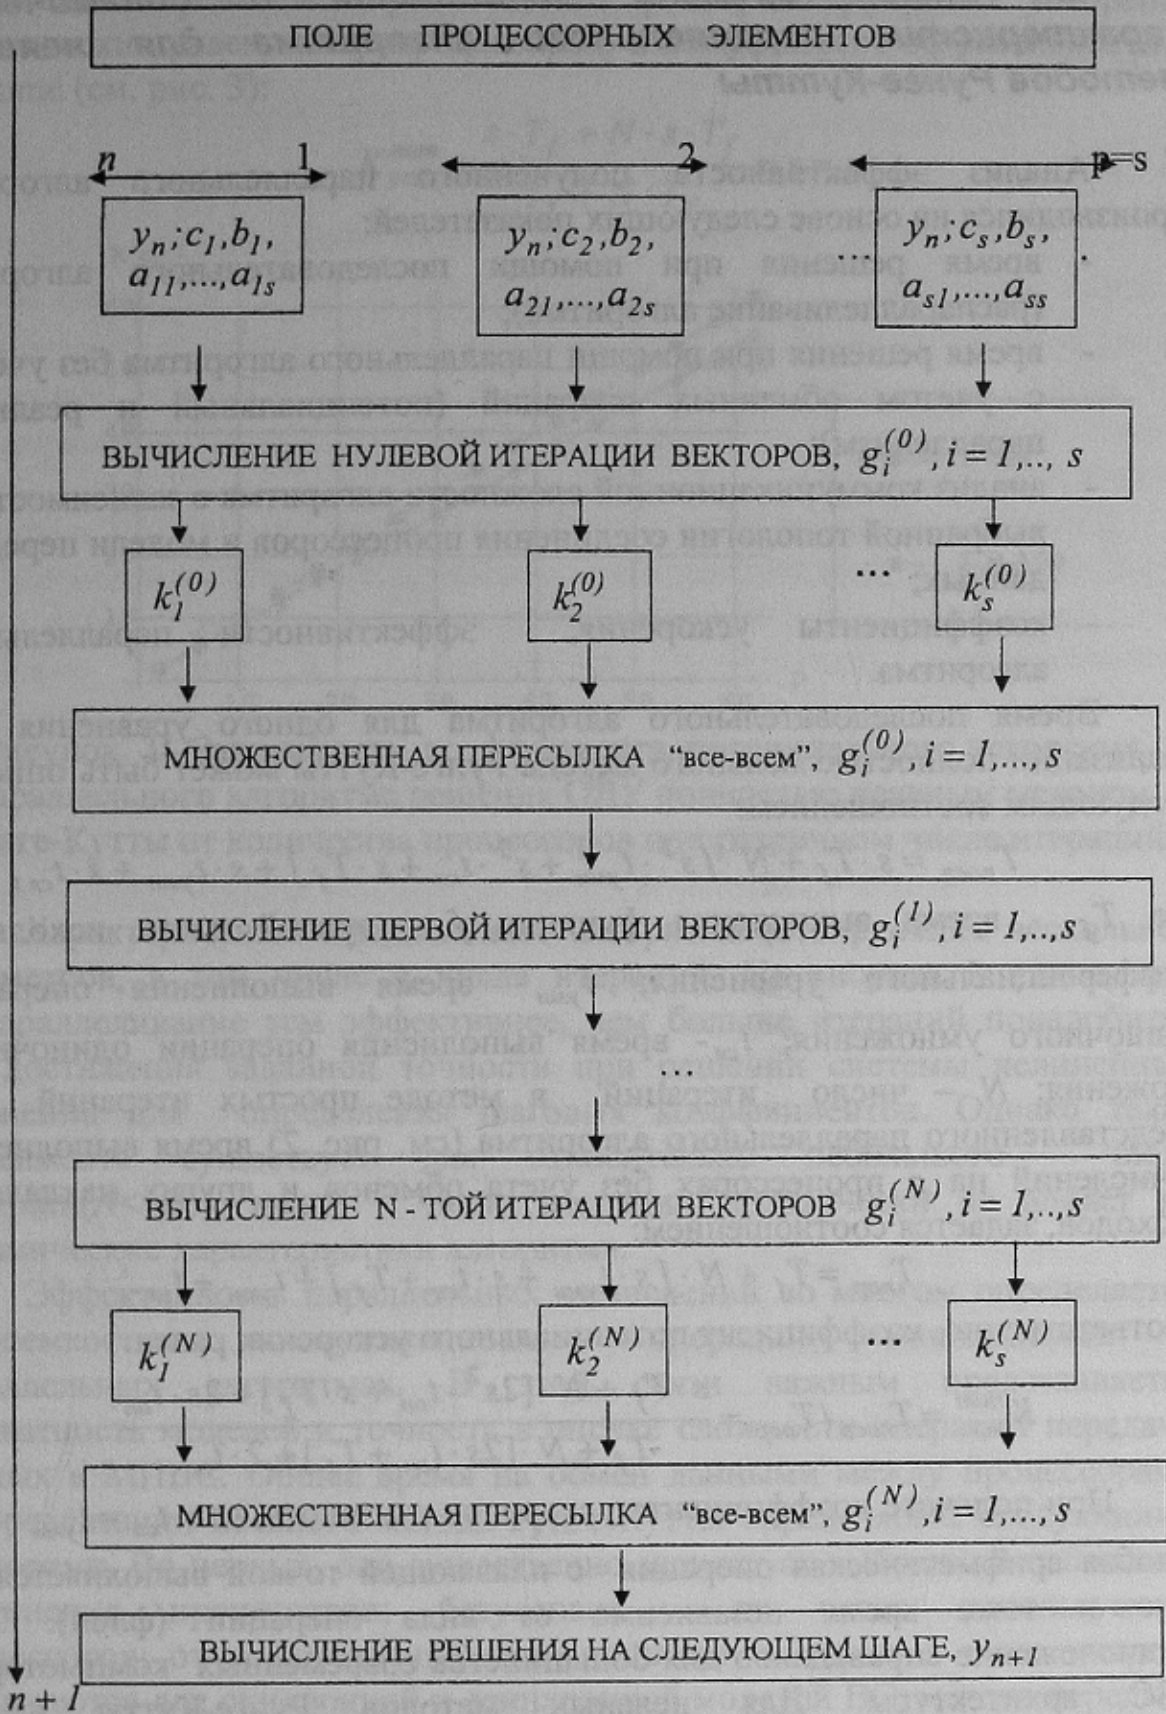 ПОЛЕ ПРОЦЕССОРНЫХ ЭЛЕМЕНТОВ
n 1 2 p=s
y_n;c_1,b_1, y_n;c_2,b_2, y_n;c_s,b_s,
a_11,...,a_1s a_21,...,a_2s ... a_s1,...,a_ss .
ВЫЧИСЛЕНИЕ НУЛЕВОЙ ИТЕРАЦИИ ВЕКТОРОВ, g_i^(0), i = 1,.., s
k_1^(0) k_2^(0) ... k_s^(0)
МНОЖЕСТВЕННАЯ ПЕРЕСЫЛКА “все-всем”, g_i^(0) i = 1,..., s
ВЫЧИСЛЕНИЕ ПЕРВОЙ ИТЕРАЦИИ ВЕКТОРОВ, g_i^(1), i = 1,..,s
...
ВЫЧИСЛЕНИЕ N - ТОЙ ИТЕРАЦИИ ВЕКТОРОВ g_i^(N), i = 1,..,s
k_1^(N) k_2^(N) ... k_s^(N)
МНОЖЕСТВЕННАЯ ПЕРЕСЫЛКА “все-всем”, g_i^(N), i = 1,..., s
ВЫЧИСЛЕНИЕ РЕШЕНИЯ НА СЛЕДУЮЩЕМ ШАГЕ, y_n+1
n + 1